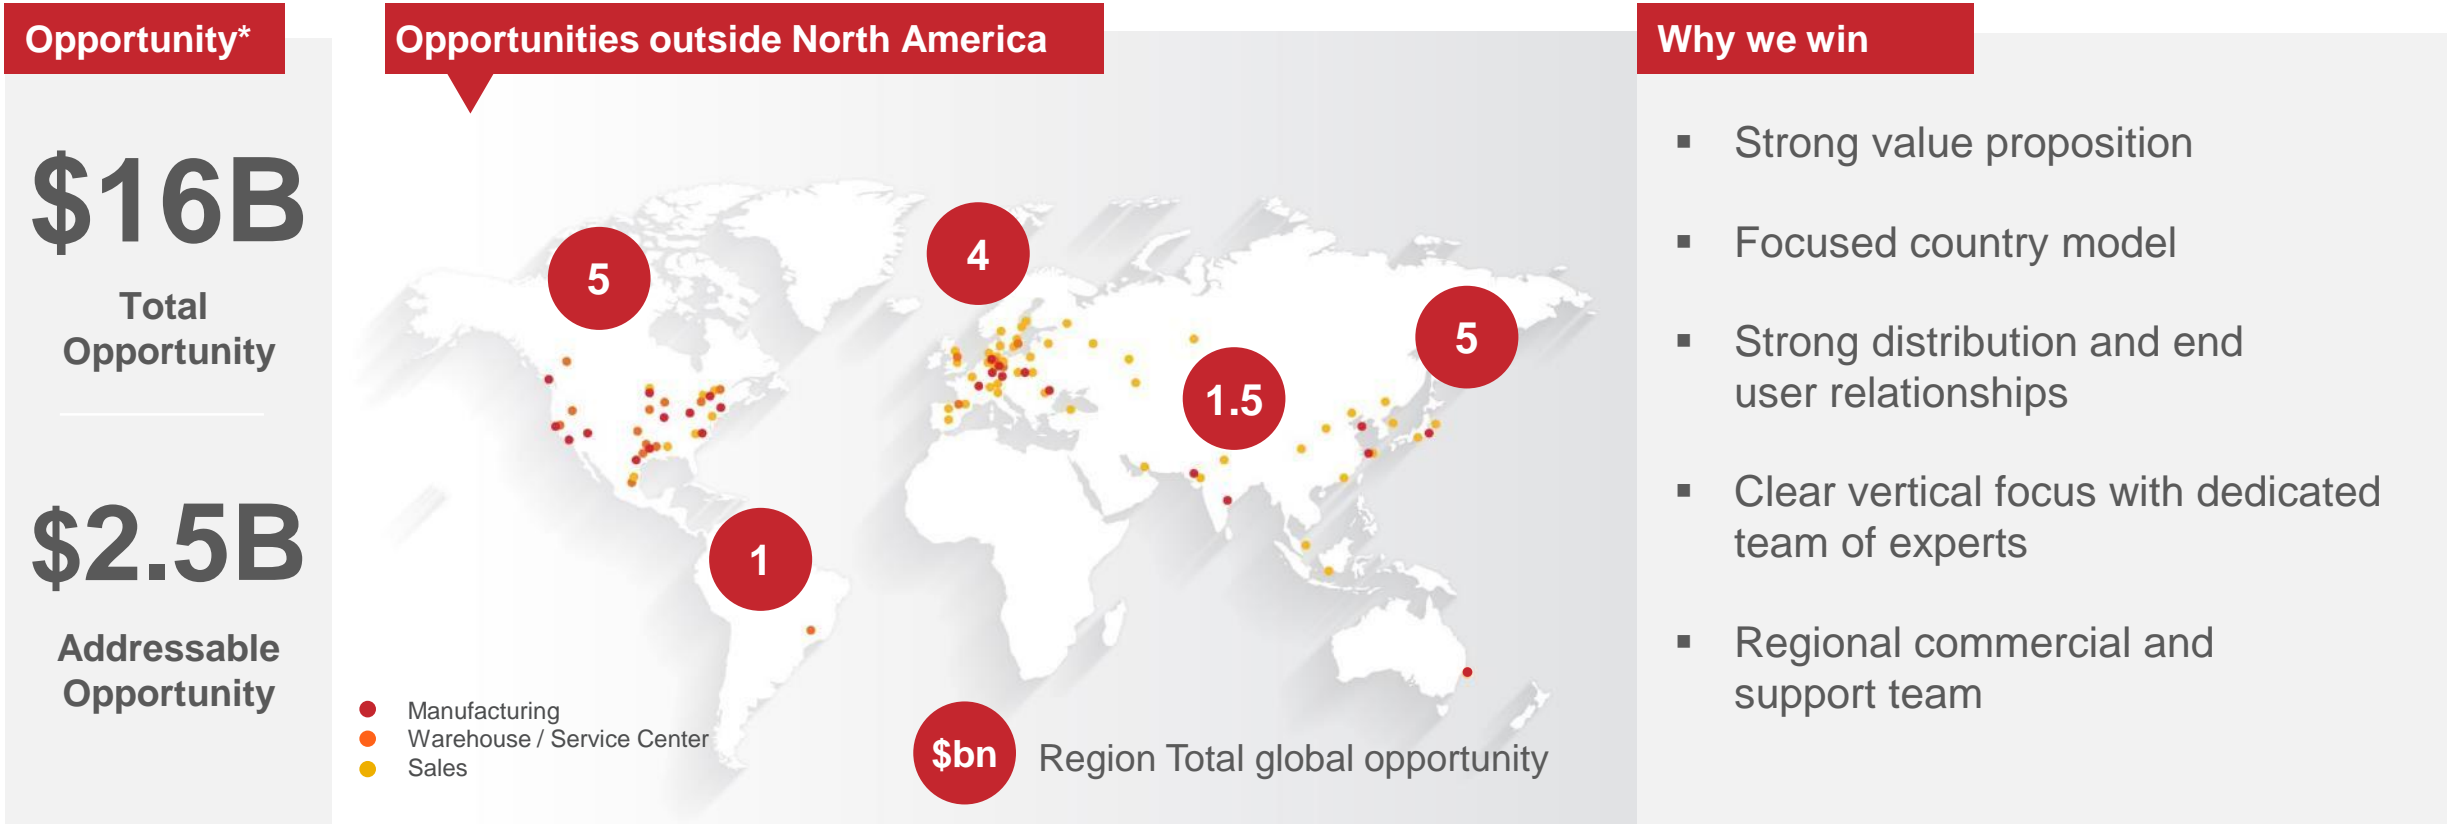 Opportunity*
$16B
Total
Opportunity
$2.5B
Addressable
Opportunity
Opportunities outside North America
5
4
5
1.5
1
Manufacturing
Warehouse / Service Center
Sales
$bn
Region Total global opportunity
Why we win
▪ Strong value proposition
▪ Focused country model
▪ Strong distribution and end
user relationships
▪ Clear vertical focus with dedicated
team of experts
▪ Regional commercial and
support team